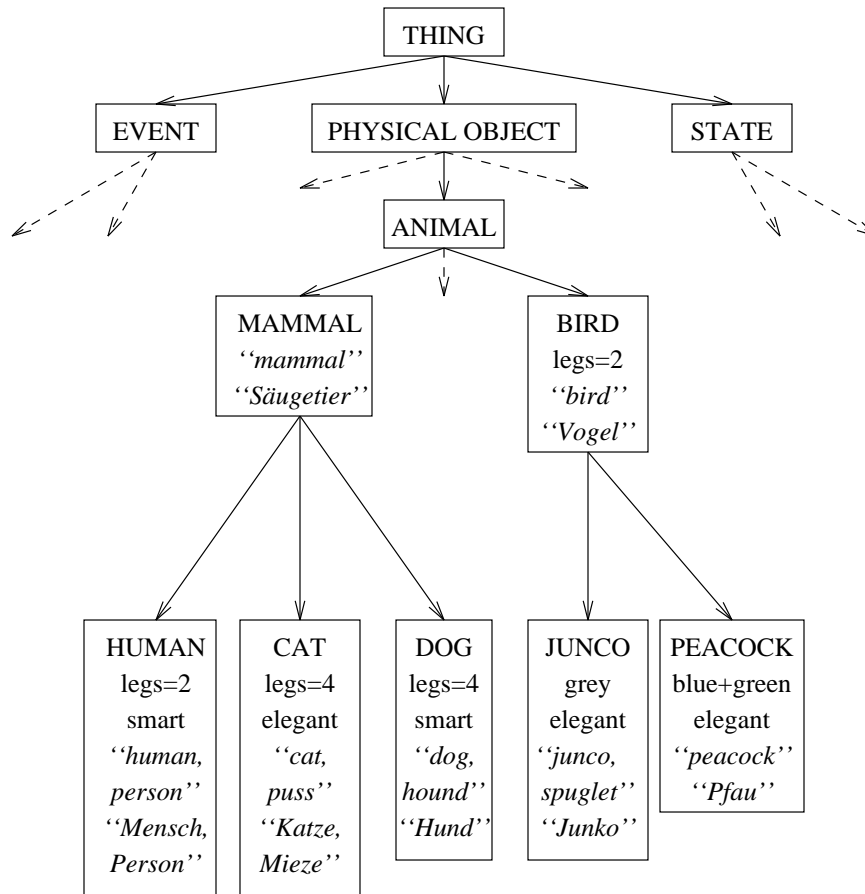 THING
EVENT
PHYSICAL OBJECT
STATE
ANIMAL
MAMMAL
‘‘mammal’’
‘‘Säugetier’’
BIRD
legs=2
‘‘bird’’
‘‘Vogel’’
HUMAN
legs=2
smart
‘‘human,
person’’
‘‘Mensch,
Person’’
CAT
legs=4
elegant
‘‘cat,
puss’’
‘‘Katze,
Mieze’’
DOG
legs=4
smart
‘‘dog,
hound’’
‘‘Hund’’
JUNCO
grey
elegant
‘‘junco,
spuglet’’
‘‘Junko’’
PEACOCK
blue+green
elegant
‘‘peacock’’
‘‘Pfau’’